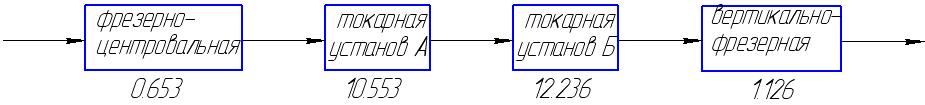 фрезерно-
центровальная
токарная
установ А
токарная
установ Б
вертикально-
фрезерная
0.653
10.553
12.236
1.126